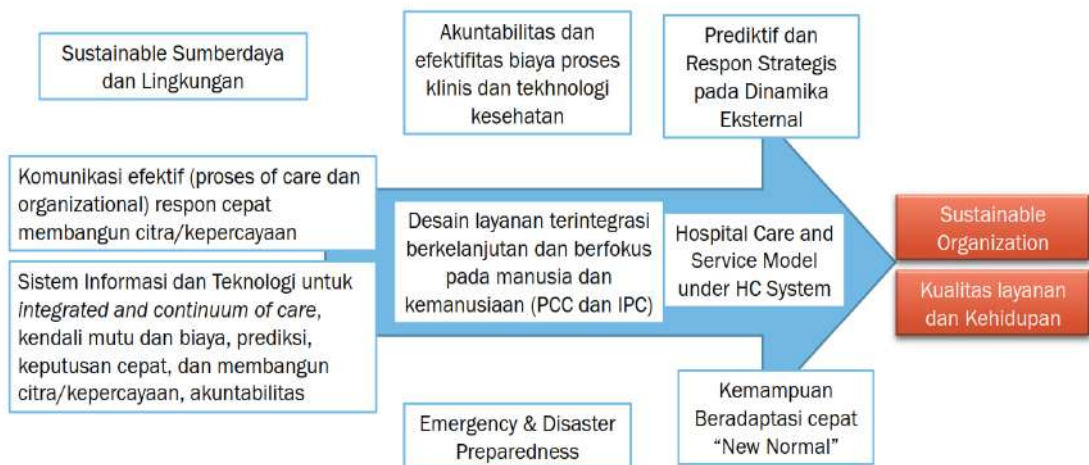 Sustainable Sumberdaya
dan Lingkungan
Akuntabilitas dan
efektifitas biaya proses
klinis dan tekhnologi
kesehatan
Prediktif dan
Respon Strategis
pada Dinamika
Eksternal
Komunikasi efektif (proses of care dan
organizational) respon cepat
membangun citra/kepercayaan
Sistem Informasi dan Teknologi untuk
integrated and continuum of care,
kendali mutu dan biaya, prediksi,
keputusan cepat, dan membangun
citra/kepercayaan, akuntabilitas
Desain layanan terintegrasi
berkelanjutan dan berfokus
pada manusia dan
kemanusiaan (PCC dan IPC)
Hospital Care and
Service Model
under HC System
Sustainable
Organization
Kualitas layanan
dan Kehidupan
Emergency & Disaster
Preparedness
Kemampuan
Beradaptasi cepat
“New Normal”